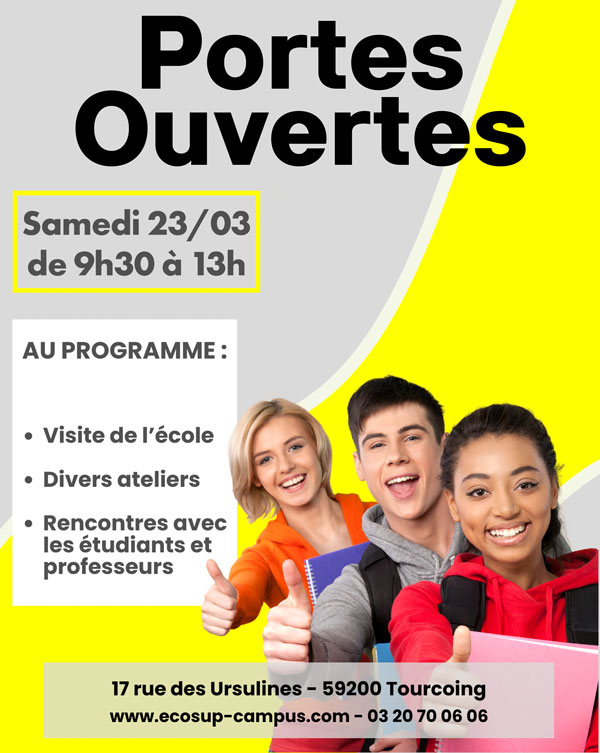 Portes
Ouvertes
Samedi 23/03
de 9h30 à 13h
AU PROGRAMME :
• Visite de l’école
• Divers ateliers
• Rencontres avec
les étudiants et
professeurs
17 rue des Ursulines - 59200 Tourcoing
www.ecosup-campus.com - 03 20 70 06 06